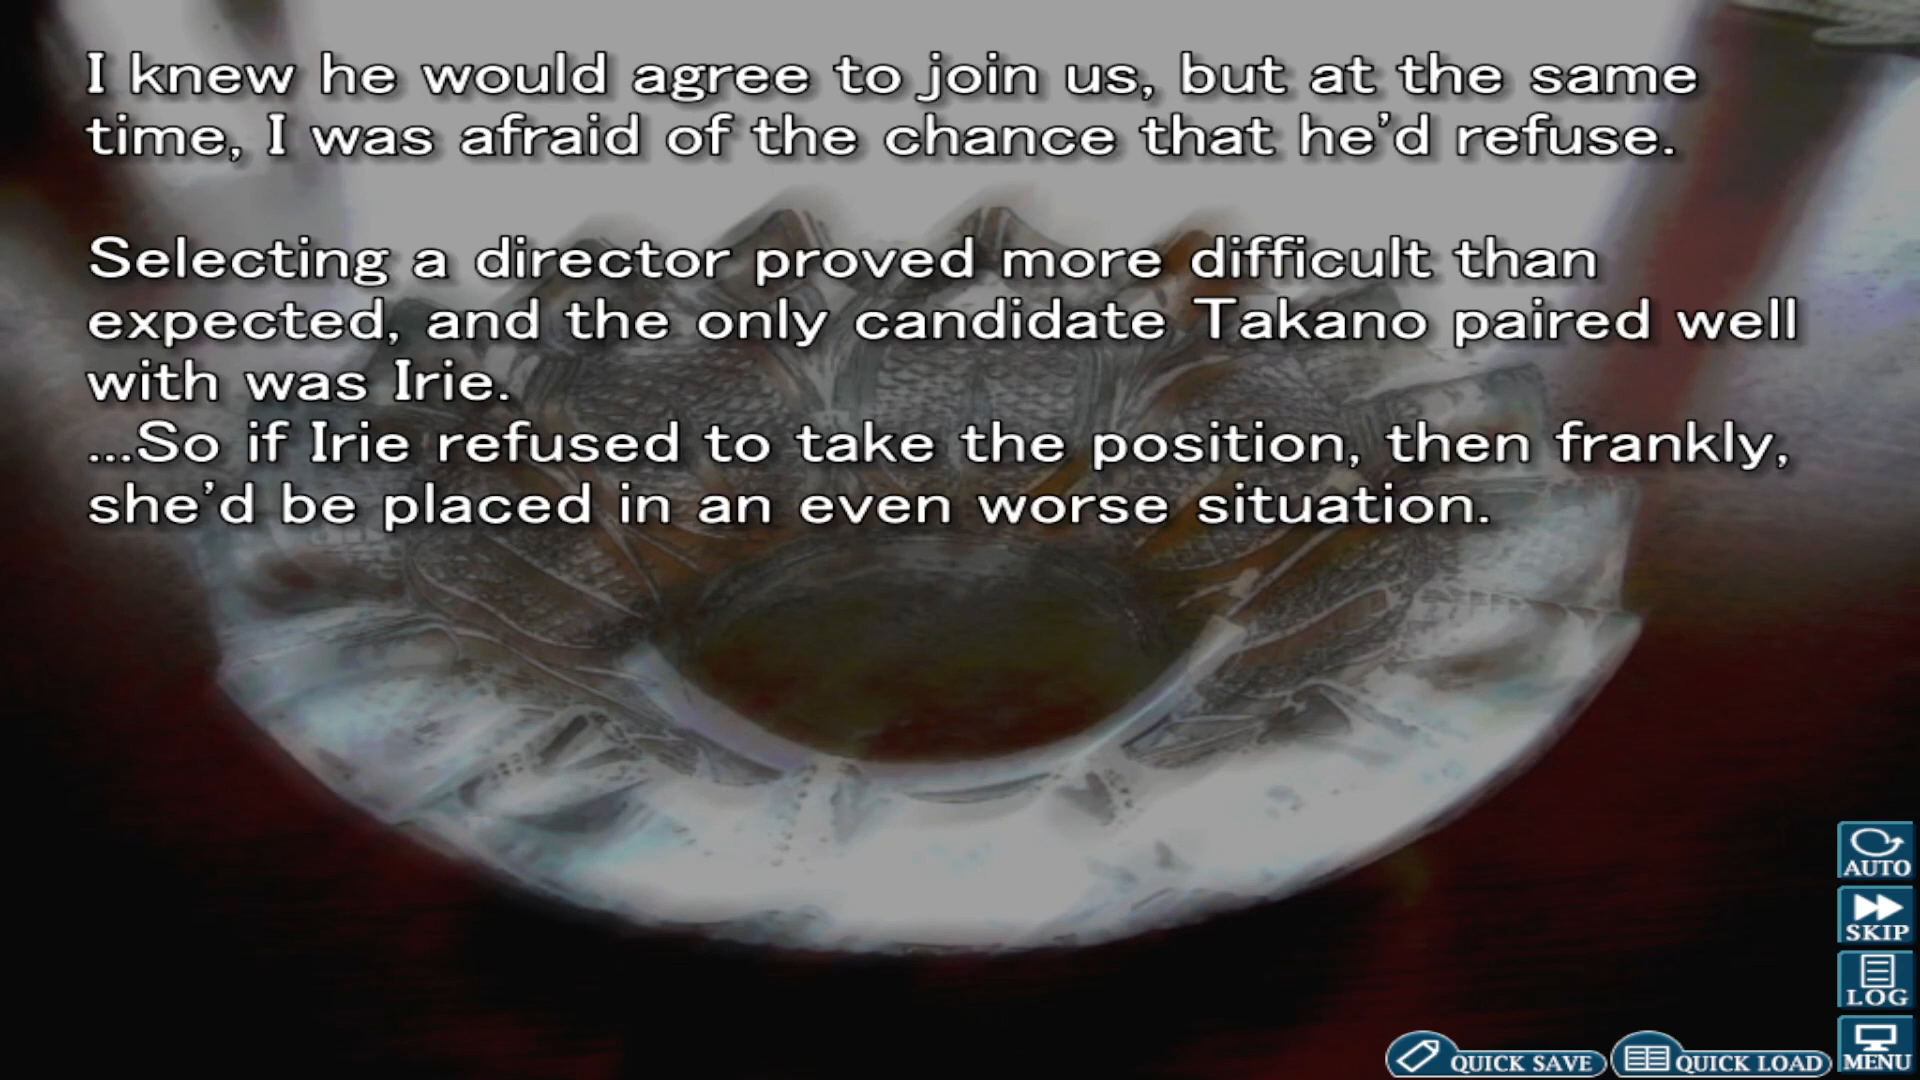 I knew he would agree to join us, but at the same
time, I was afraid of the chance that he'd refuse.
Selecting a director proved more difficult than
expected, and the only candidate Takano paired well
with was Irie.
...So if Irie refused to take the position, then frankly,
she'd be placed in an even worse situation.
AUTO
SKIP
LOG
MENU
QUICK SAVE
QUICK LOAD